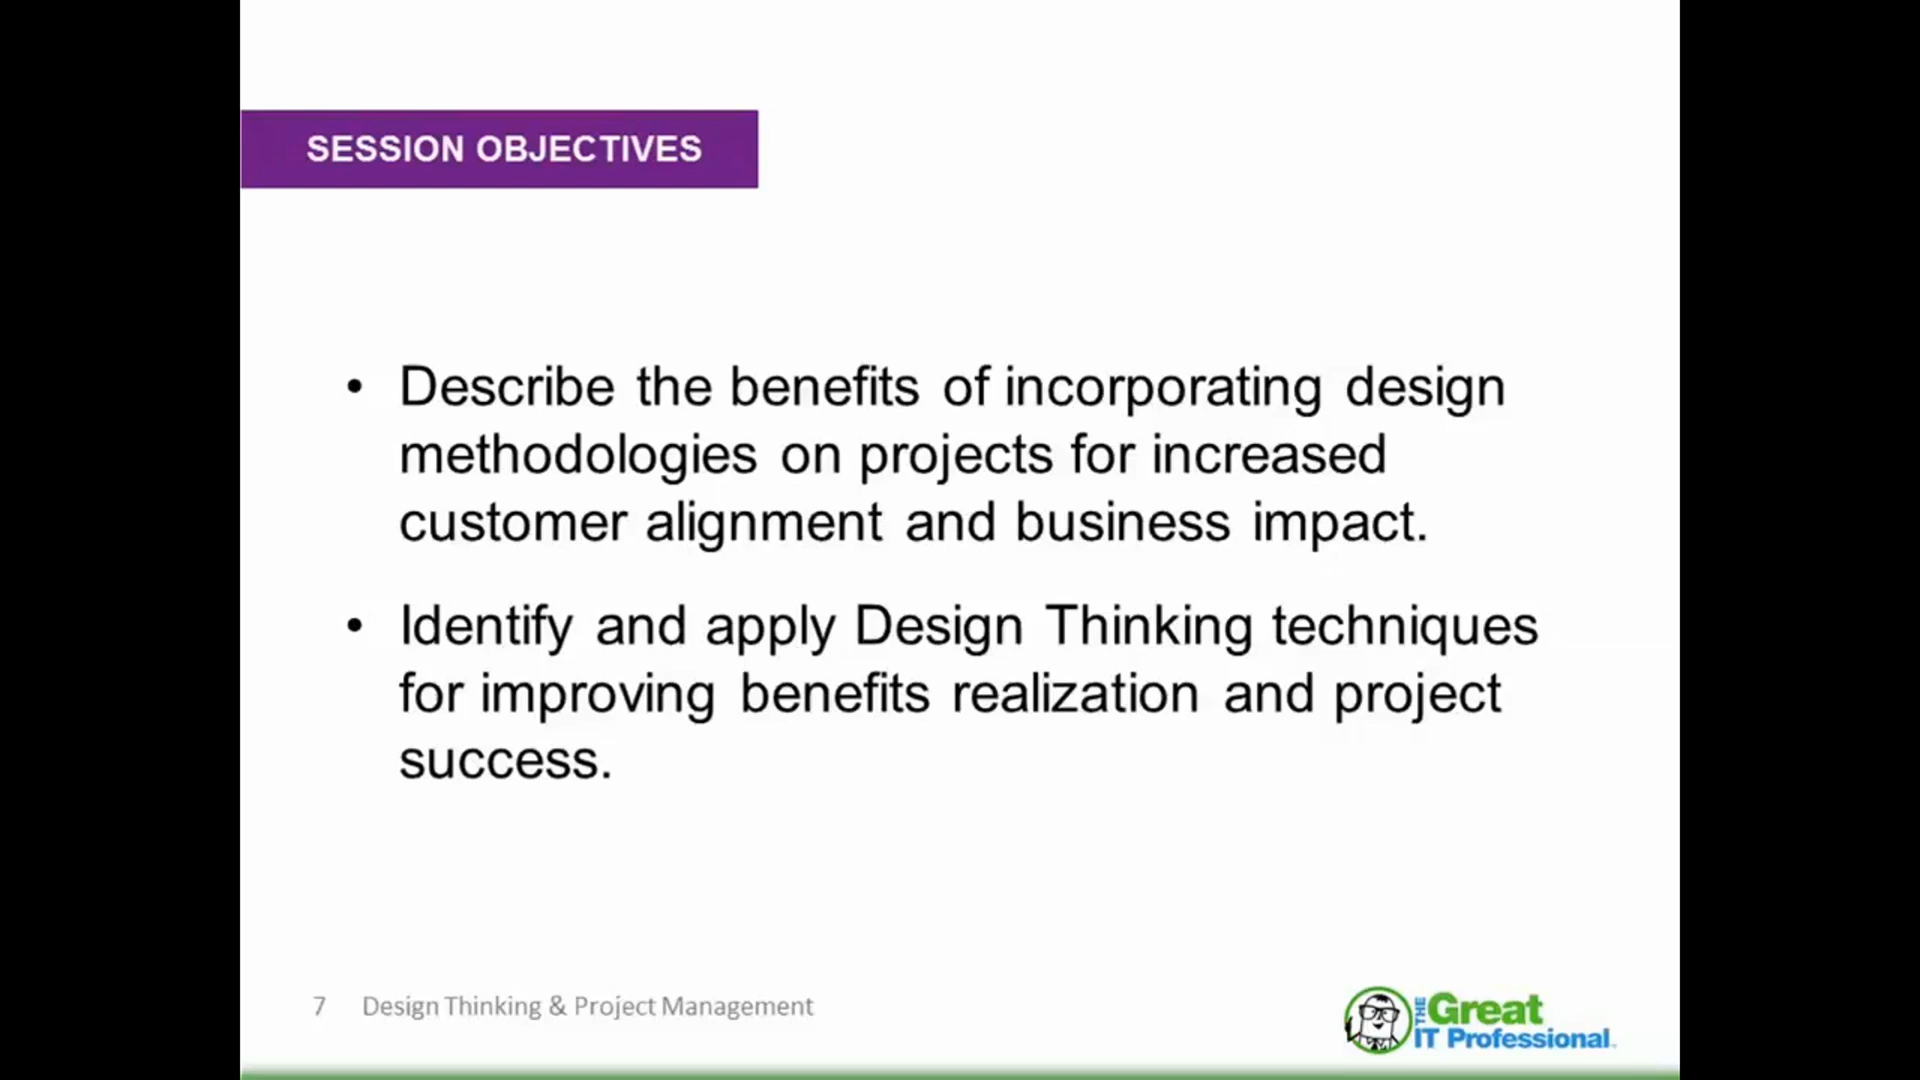 SESSION OBJECTIVES
• Describe the benefits of incorporating design
methodologies on projects for increased
customer alignment and business impact.
• Identify and apply Design Thinking techniques
for improving benefits realization and project
success.
7 Design Thinking & Project Management
THE Great
IT Professional